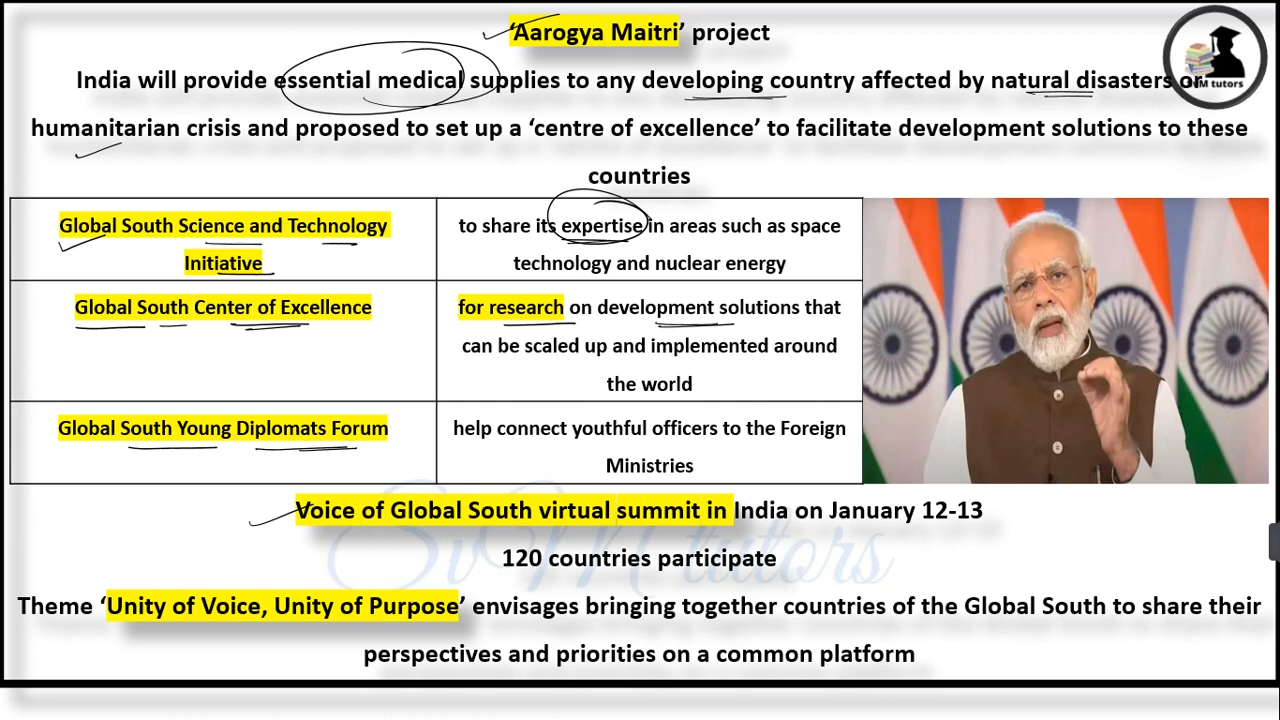 ‘Aarogya Maitri’ project
India will provide essential medical supplies to any developing country affected by natural disasters or
humanitarian crisis and proposed to set up a ‘centre of excellence’ to facilitate development solutions to these
countries
Global South Science and Technology
Initiative
to share its expertise in areas such as space
technology and nuclear energy
Global South Center of Excellence
for research on development solutions that
can be scaled up and implemented around
the world
Global South Young Diplomats Forum
help connect youthful officers to the Foreign
Ministries
Voice of Global South virtual summit in India on January 12-13
120 countries participate
Theme ‘Unity of Voice, Unity of Purpose’ envisages bringing together countries of the Global South to share their
perspectives and priorities on a common platform
SvM tutors
tutors